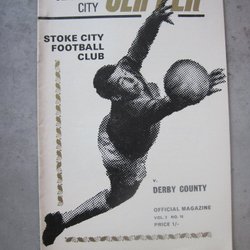 CITY
STOKE CITY
FOOTBALL
CLUB
v.
DERBY COUNTY
OFFICIAL MAGAZINE
PRICE 1/-